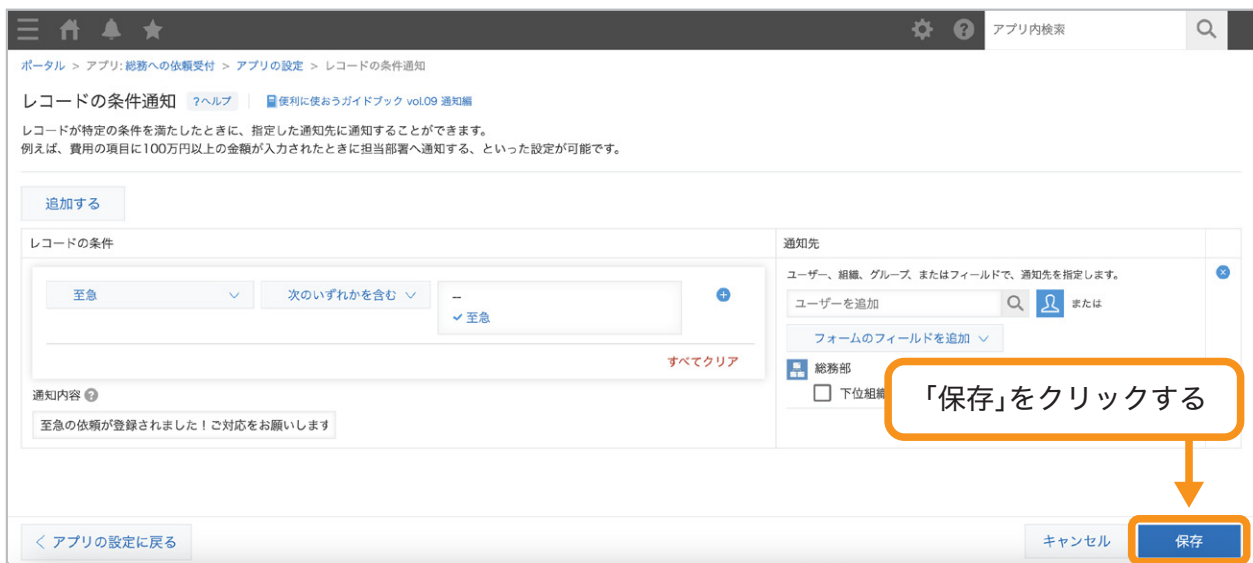 アプリ内検索
ポータル > アプリ: 総務への依頼受付 > アプリの設定 > レコードの条件通知
レコードの条件通知 ?ヘルプ 便利に使おうガイドブック vol.09 通知編
レコードが特定の条件を満たしたときに、指定した通知先に通知することができます。
例えば、費用の項目に100万円以上の金額が入力されたときに担当部署へ通知する、といった設定が可能です。
追加する
レコードの条件
通知先
至急
次のいずれかを含む
--
至急
すべてクリア
通知内容
至急の依頼が登録されました！ご対応をお願いします
ユーザー、組織、グループ、またはフィールドで、通知先を指定します。
ユーザーを追加
または
フォームのフィールドを追加
総務部
下位組
「保存」をクリックする
アプリの設定に戻る
キャンセル
保存